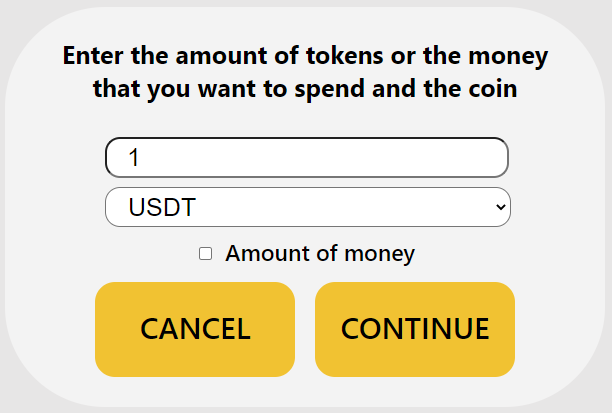 Enter the amount of tokens or the money
that you want to spend and the coin
1
USDT
Amount of money
CANCEL
CONTINUE